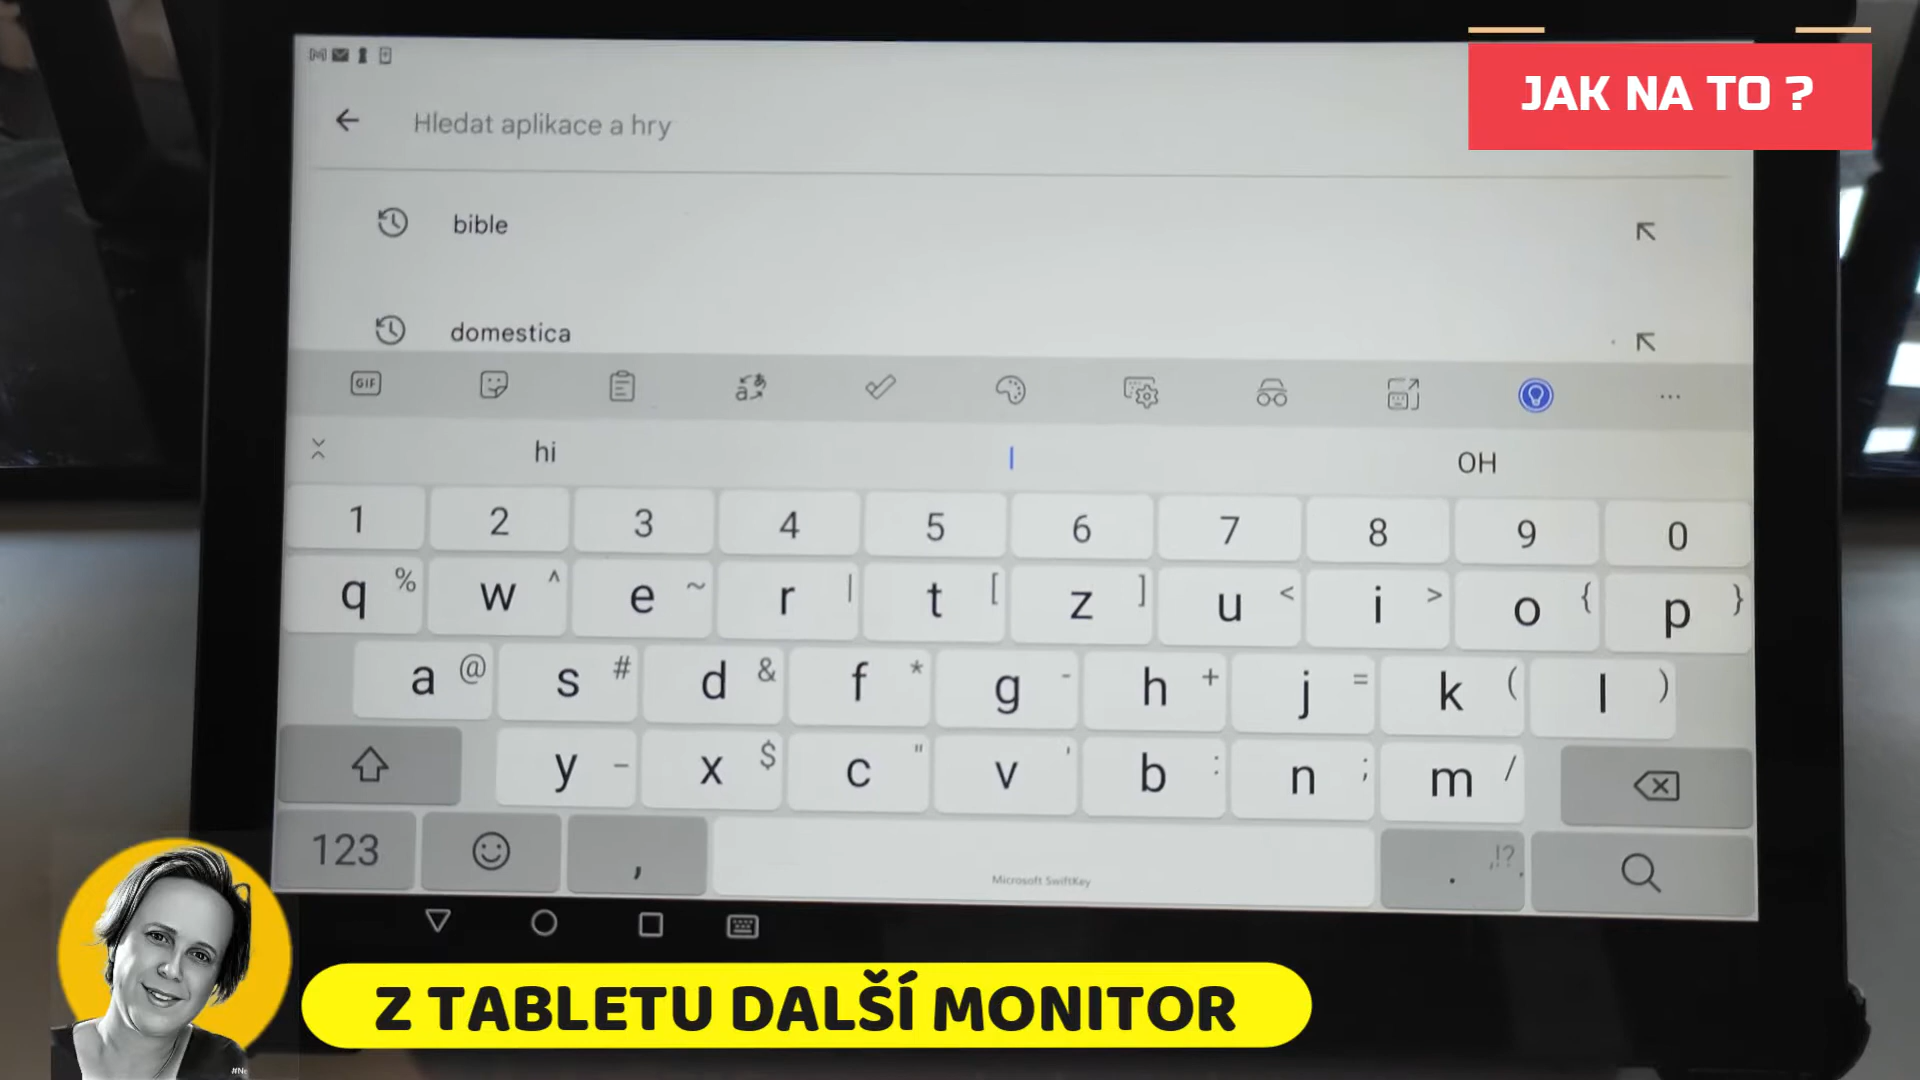 JAK NA TO ?
Hledat aplikace a hry
bible
domestica
GIF
hi I OH
1 2 3 4 5 6 7 8 9 0
q % w ^ e ~ r | t [ z ] u < i > o { p }
a @ s # d & f * g - h + j = k ( l )
y _ x $ c " v ' b : n ; m /
123 , Microsoft SwiftKey . ,!?
Z TABLETU DALŠÍ MONITOR